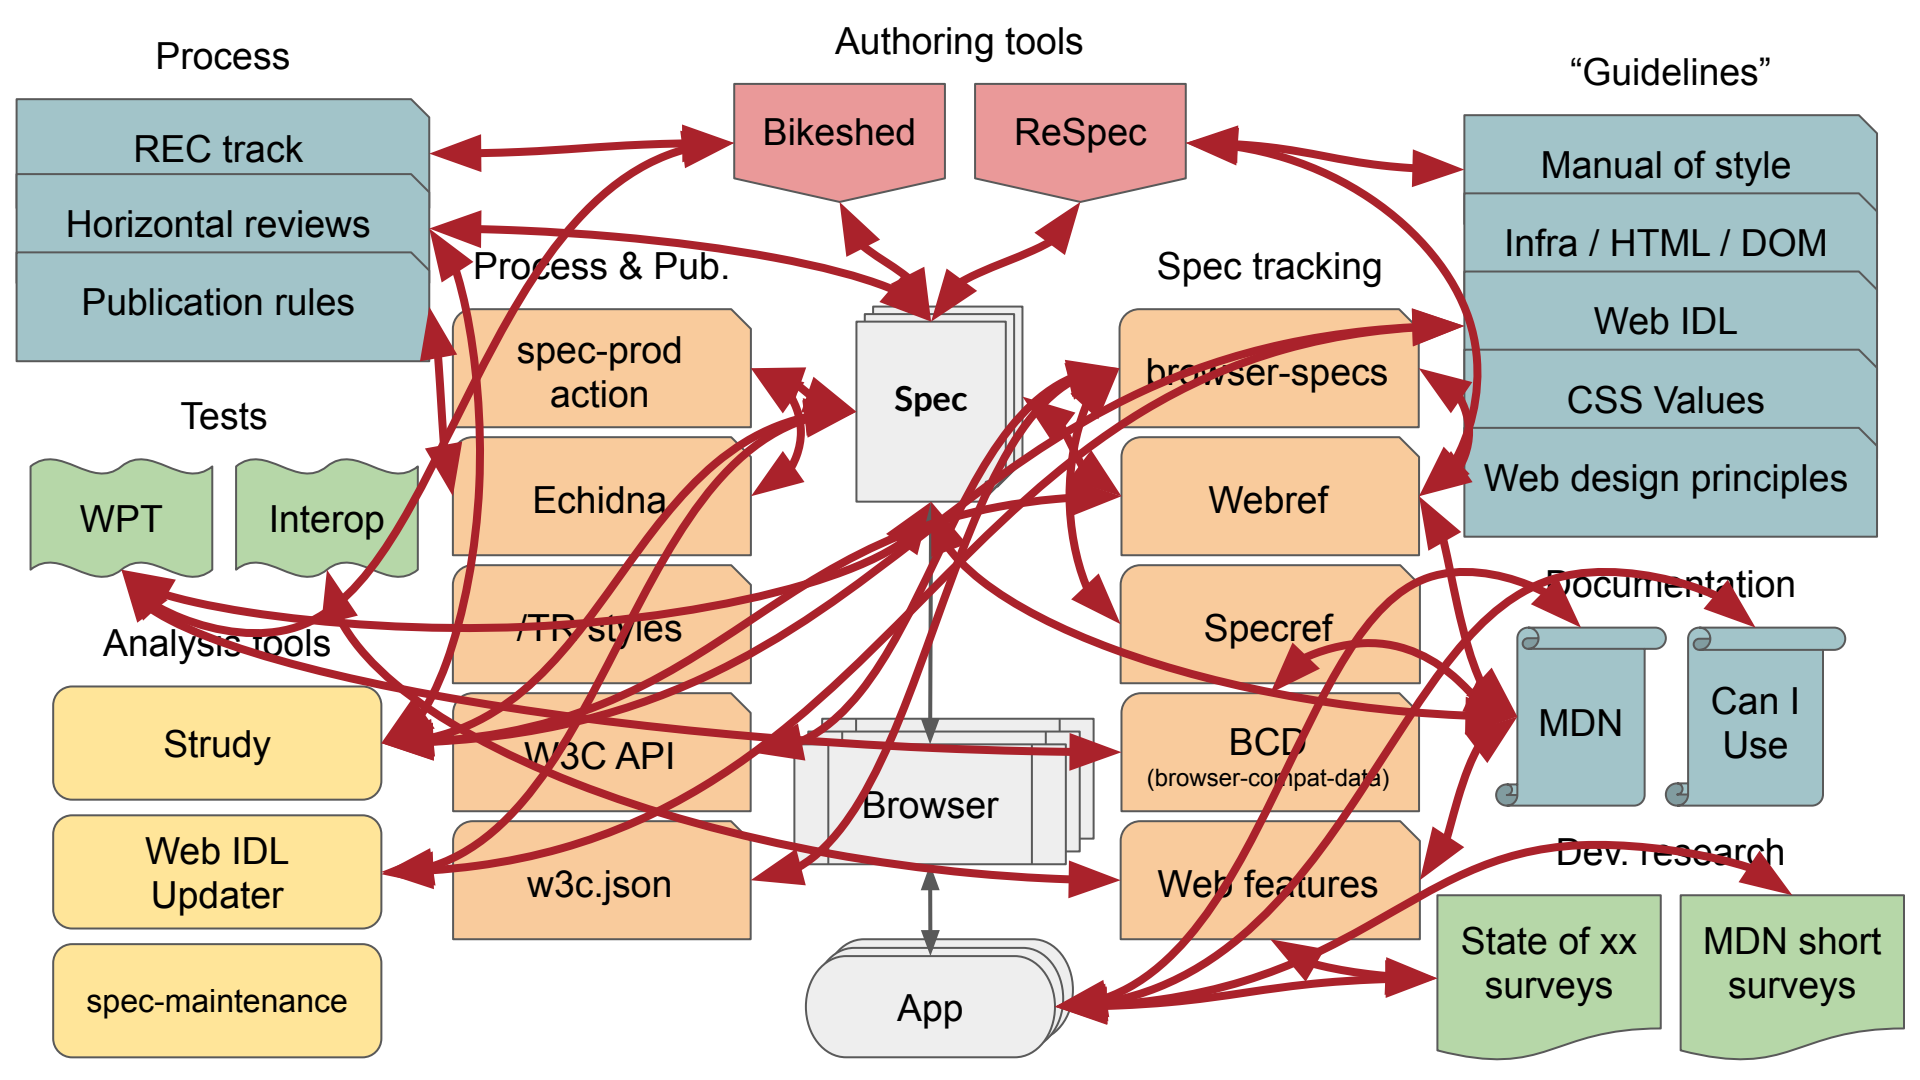 Process
REC track
Horizontal reviews
Publication rules
Tests
WPT
Interop
Analysis tools
Strudy
Web IDL
Updater
spec-maintenance
Authoring tools
Bikeshed
ReSpec
Process & Pub.
spec-prod
action
Echidna
/TR styles
W3C API
w3c.json
Spec
Browser
App
Spec tracking
browser-specs
Webref
Specref
BCD
(browser-compat-data)
Web features
“Guidelines”
Manual of style
Infra / HTML / DOM
Web IDL
CSS Values
Web design principles
Documentation
MDN
Can I
Use
Dev. research
State of xx
surveys
MDN short
surveys